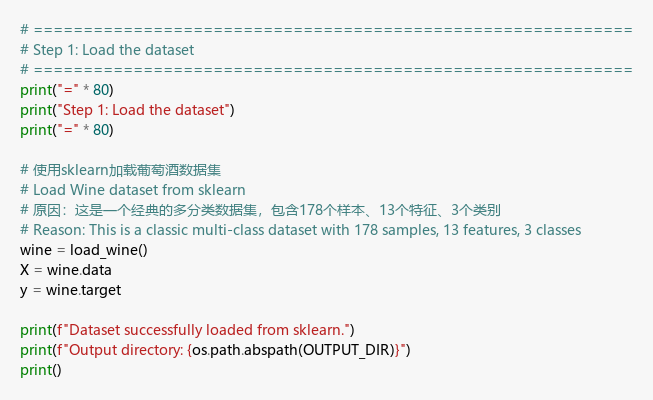 # ============================================================
# Step 1: Load the dataset
# ============================================================
print("=" * 80)
print("Step 1: Load the dataset")
print("=" * 80)
# 使用sklearn加载葡萄酒数据集
# Load Wine dataset from sklearn
# 原因：这是一个经典的多分类数据集，包含178个样本、13个特征、3个类别
# Reason: This is a classic multi-class dataset with 178 samples, 13 features, 3 classes
wine = load_wine()
X = wine.data
y = wine.target
print(f"Dataset successfully loaded from sklearn.")
print(f"Output directory: {os.path.abspath(OUTPUT_DIR)}")
print()